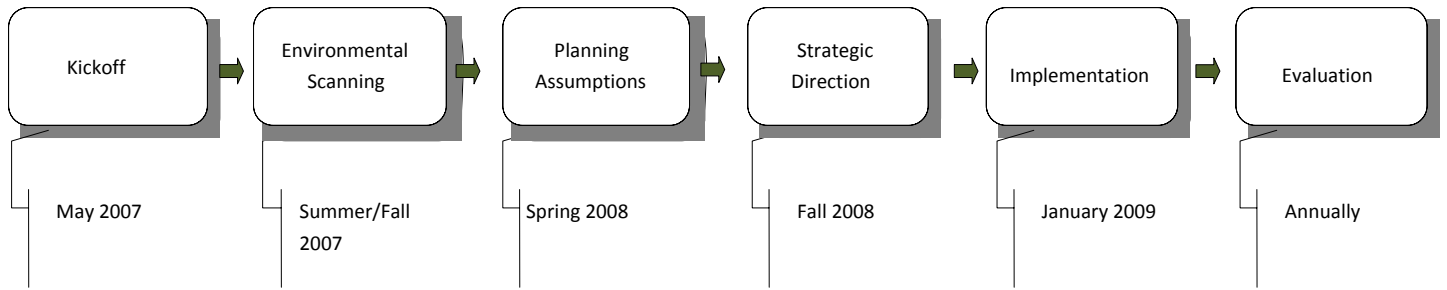 Kickoff
Environmental
Scanning
Planning
Assumptions
Strategic
Direction
Implementation
Evaluation
May 2007
Summer/Fall
2007
Spring 2008
Fall 2008
January 2009
Annually